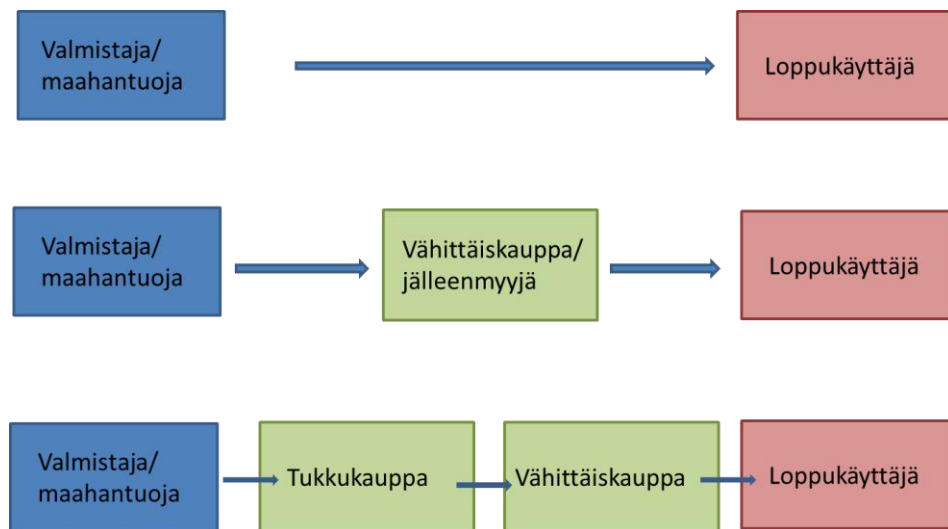 Valmistaja/
maahantuoja
Loppukäyttäjä
Valmistaja/
maahantuoja
Vähittäiskauppa/
jälleenmyyjä
Loppukäyttäjä
Valmistaja/
maahantuoja
Tukkukauppa
Vähittäiskauppa
Loppukäyttäjä